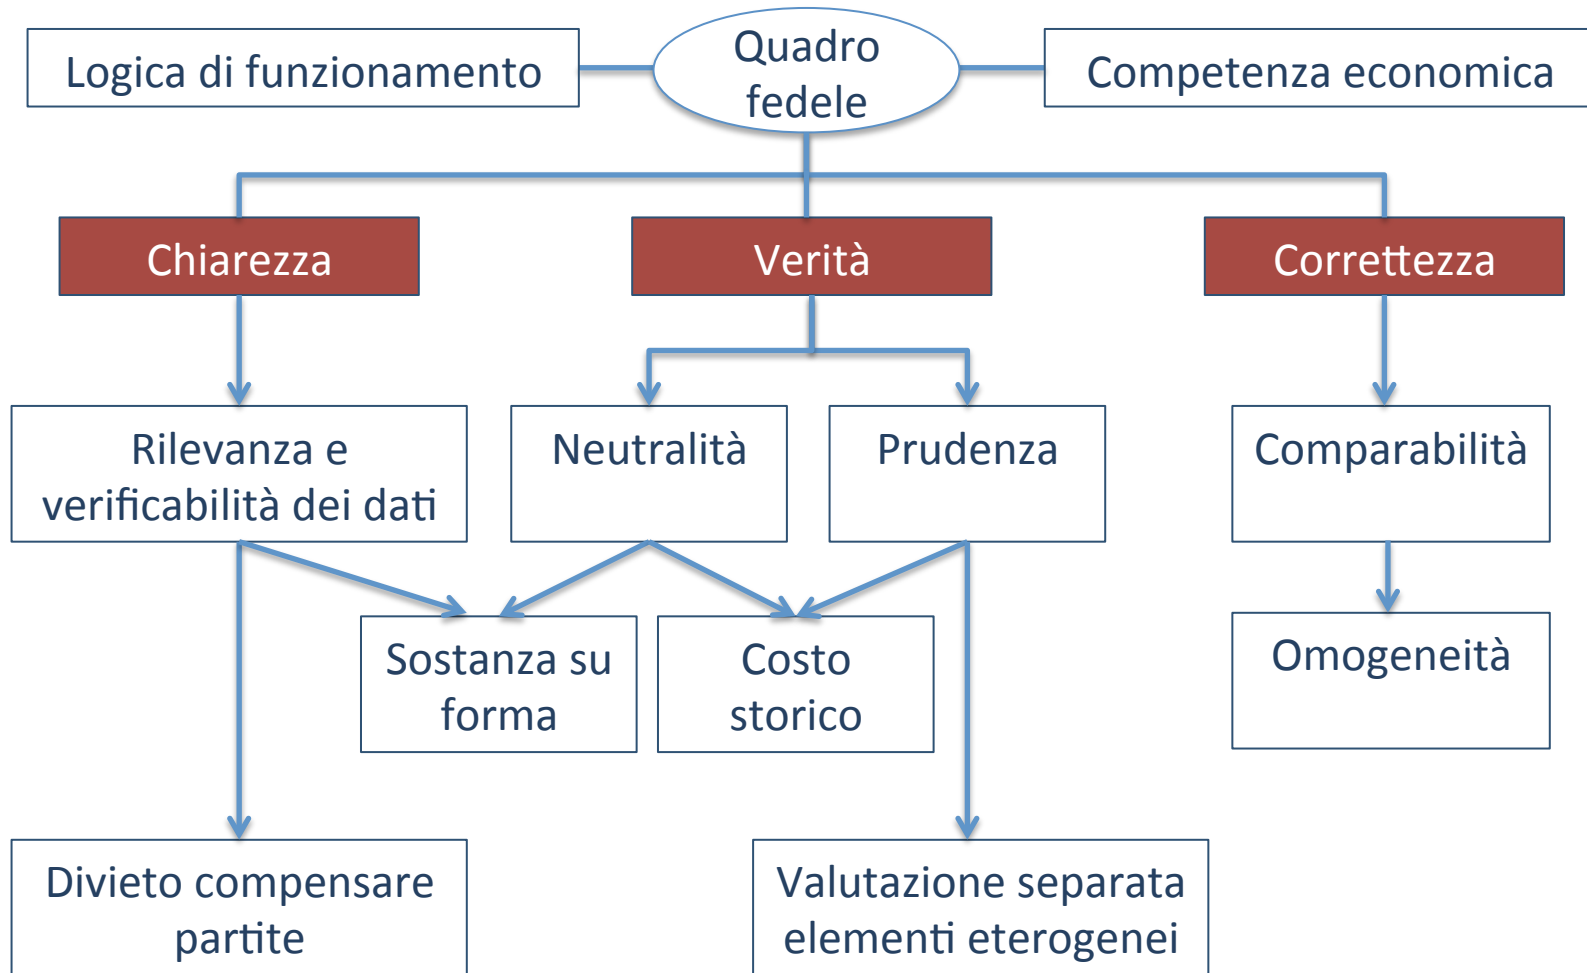 Logica di funzionamento
Quadro
fedele
Competenza economica
Chiarezza
Verità
Correttezza
Rilevanza e
verificabilità dei dati
Neutralità
Prudenza
Comparabilità
Sostanza su
forma
Costo
storico
Omogeneità
Divieto compensare
partite
Valutazione separata
elementi eterogenei